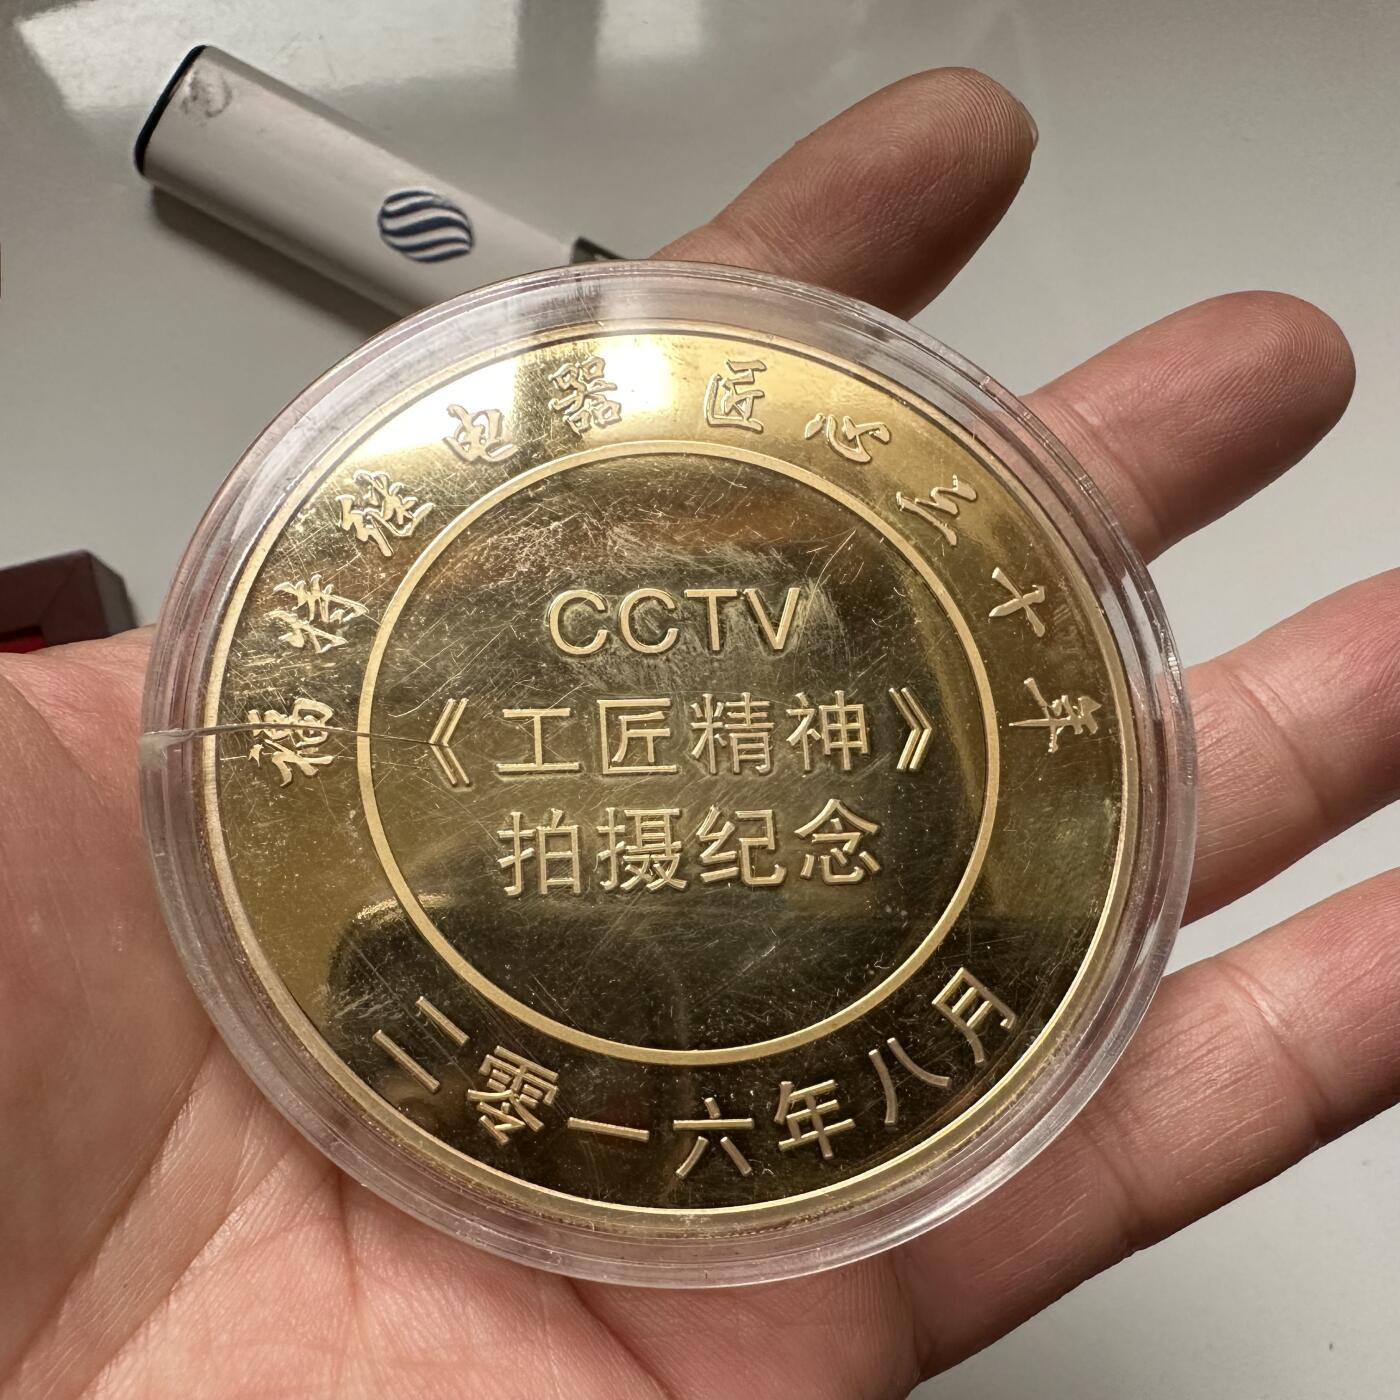 福特继电器 匠心三十年
CCTV
《工匠精神》
拍摄纪念
二零一六年八月